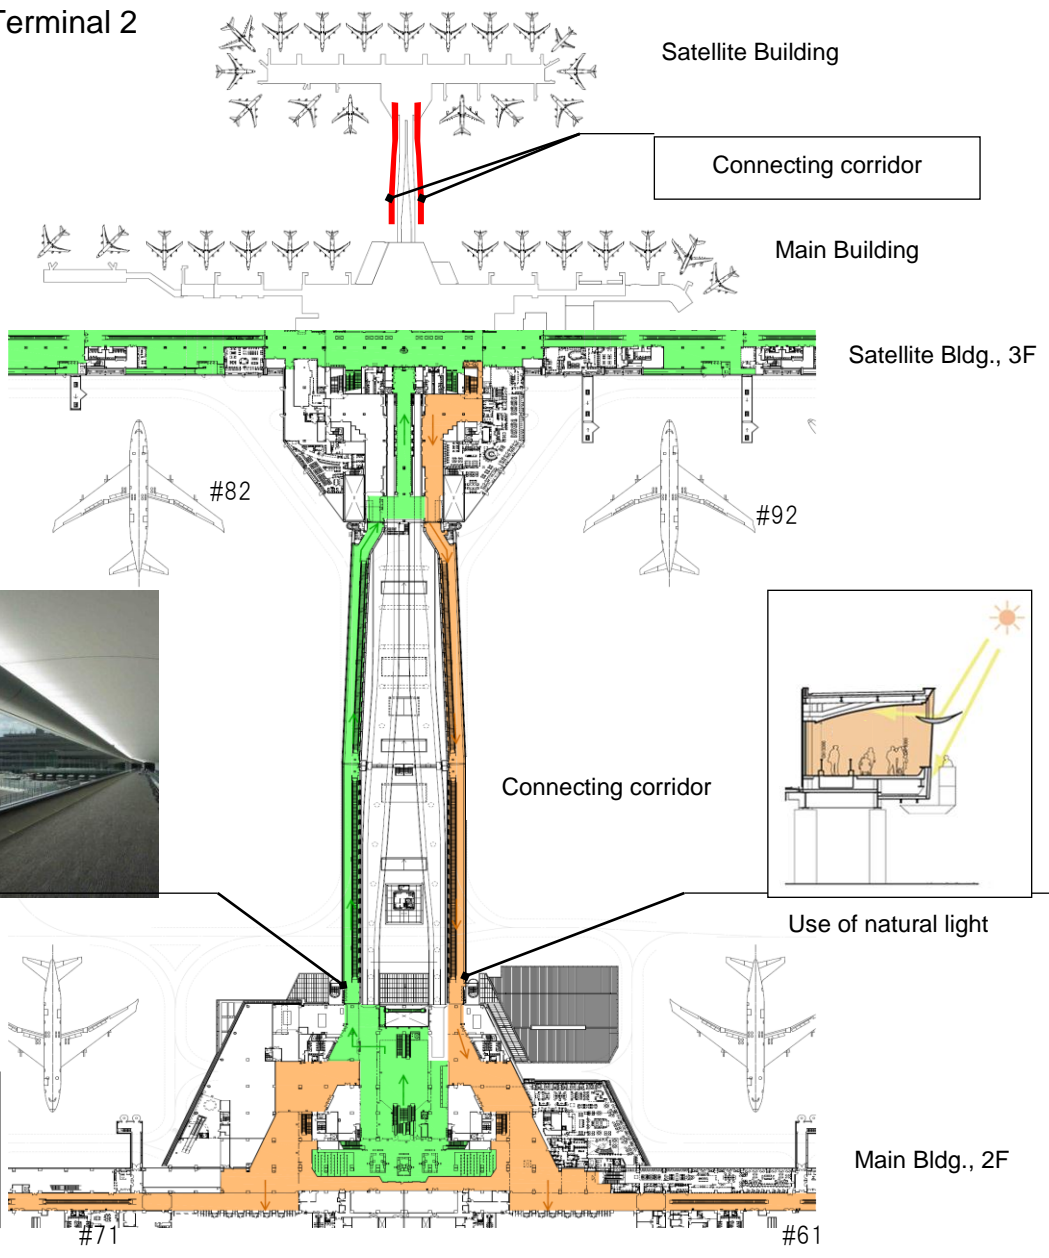 Terminal 2
Satellite Building
Connecting corridor
Main Building
Satellite Bldg., 3F
#82
#92
Connecting corridor
Use of natural light
Main Bldg., 2F
#71
#61